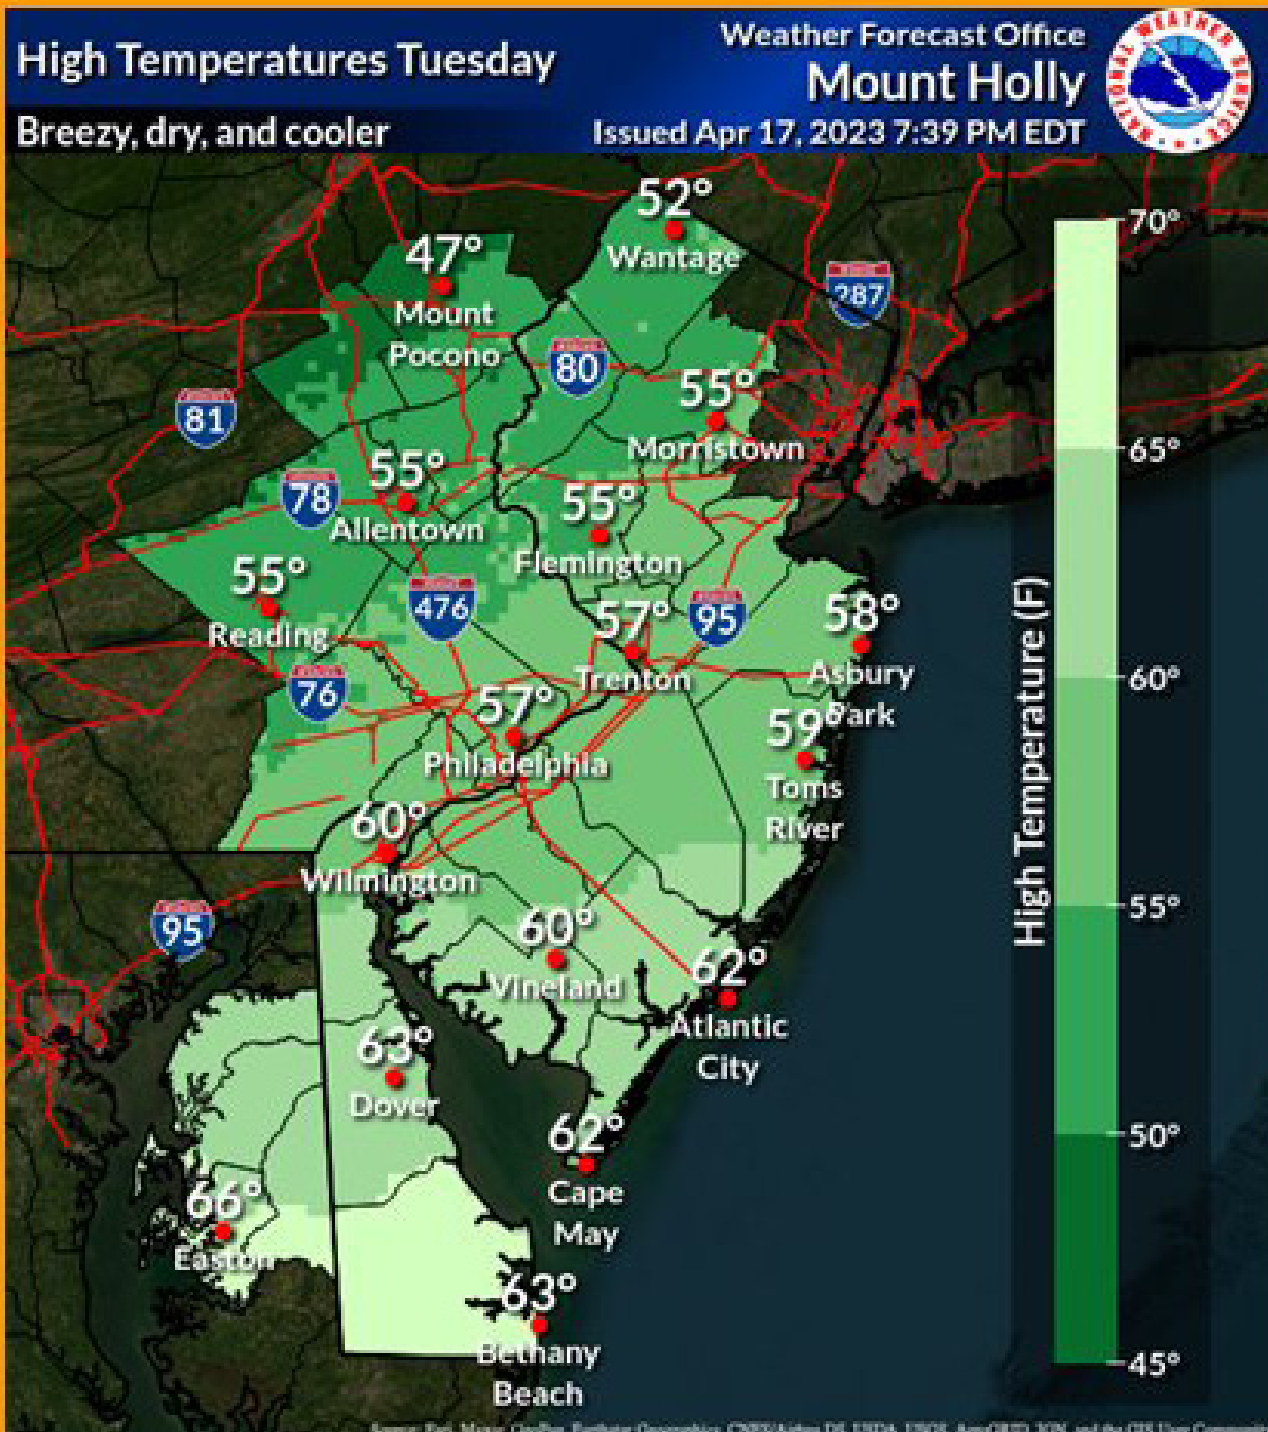 High Temperatures Tuesday
Breezy, dry, and cooler
Weather Forecast Office
Mount Holly
Issued Apr 17, 2023 7:39 PM EDT
NATIONAL WEATHER SERVICE
52°
Wantage
47°
Mount
Pocono
287
80
81
55°
Morristown
55°
Allentown
78
55°
Flemington
55°
Reading
476
95
57°
Trenton
58°
Asbury
Park
76
57°
Philadelphia
59°
Toms
River
60°
Wilmington
95
60°
Vineland
62°
Atlantic
City
63°
Dover
62°
Cape
May
66°
Easton
63°
Bethany
Beach
High Temperature (F)
70°
65°
60°
55°
50°
45°